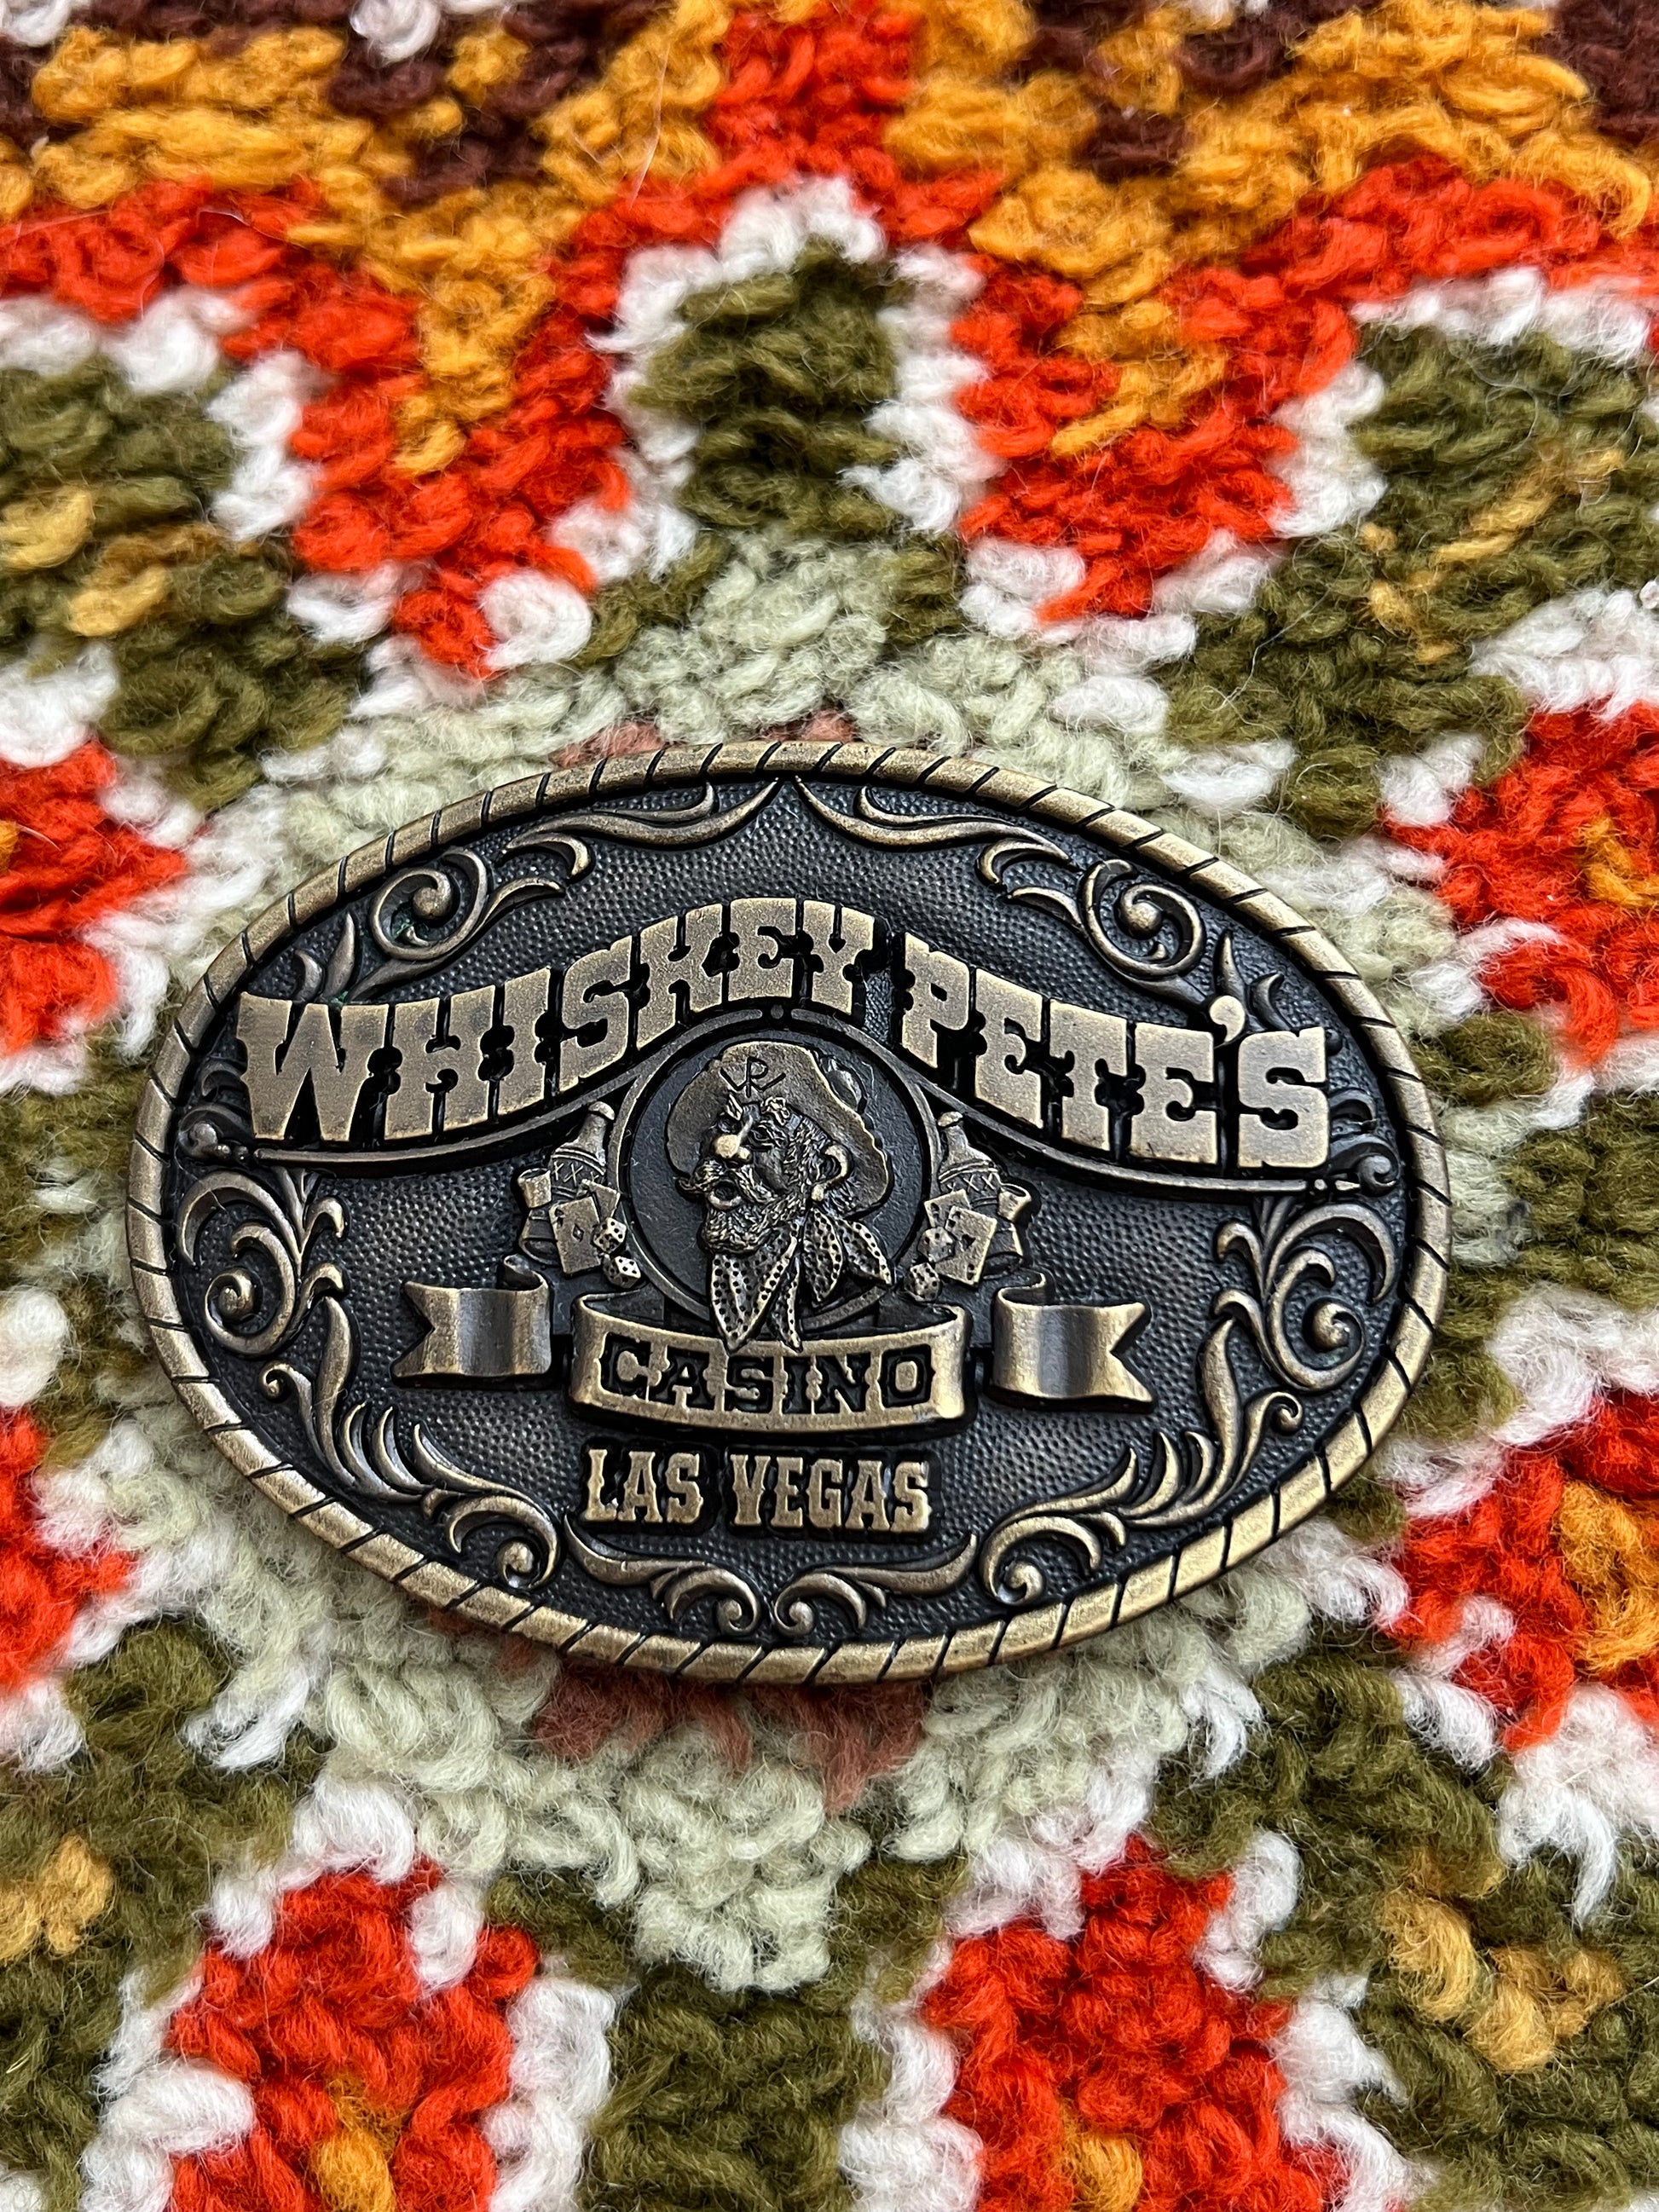 WHISKEY PETE'S
CASINO
LAS VEGAS